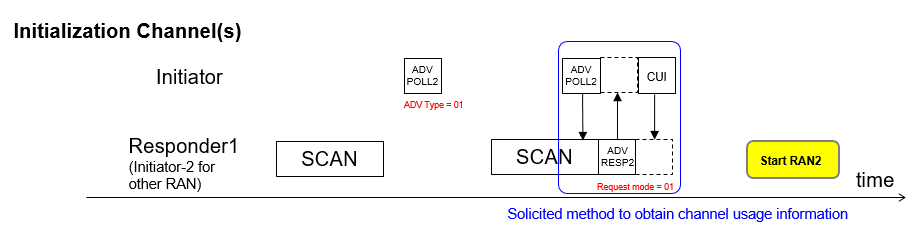 Initialization Channel(s)
Initiator
ADV
POLL2
ADV Type = 01
ADV
POLL2
CUI
Responder1
(Initiator-2 for
other RAN)
SCAN
SCAN
ADV
RESP2
Request mode = 01
Start RAN2
time
Solicited method to obtain channel usage information